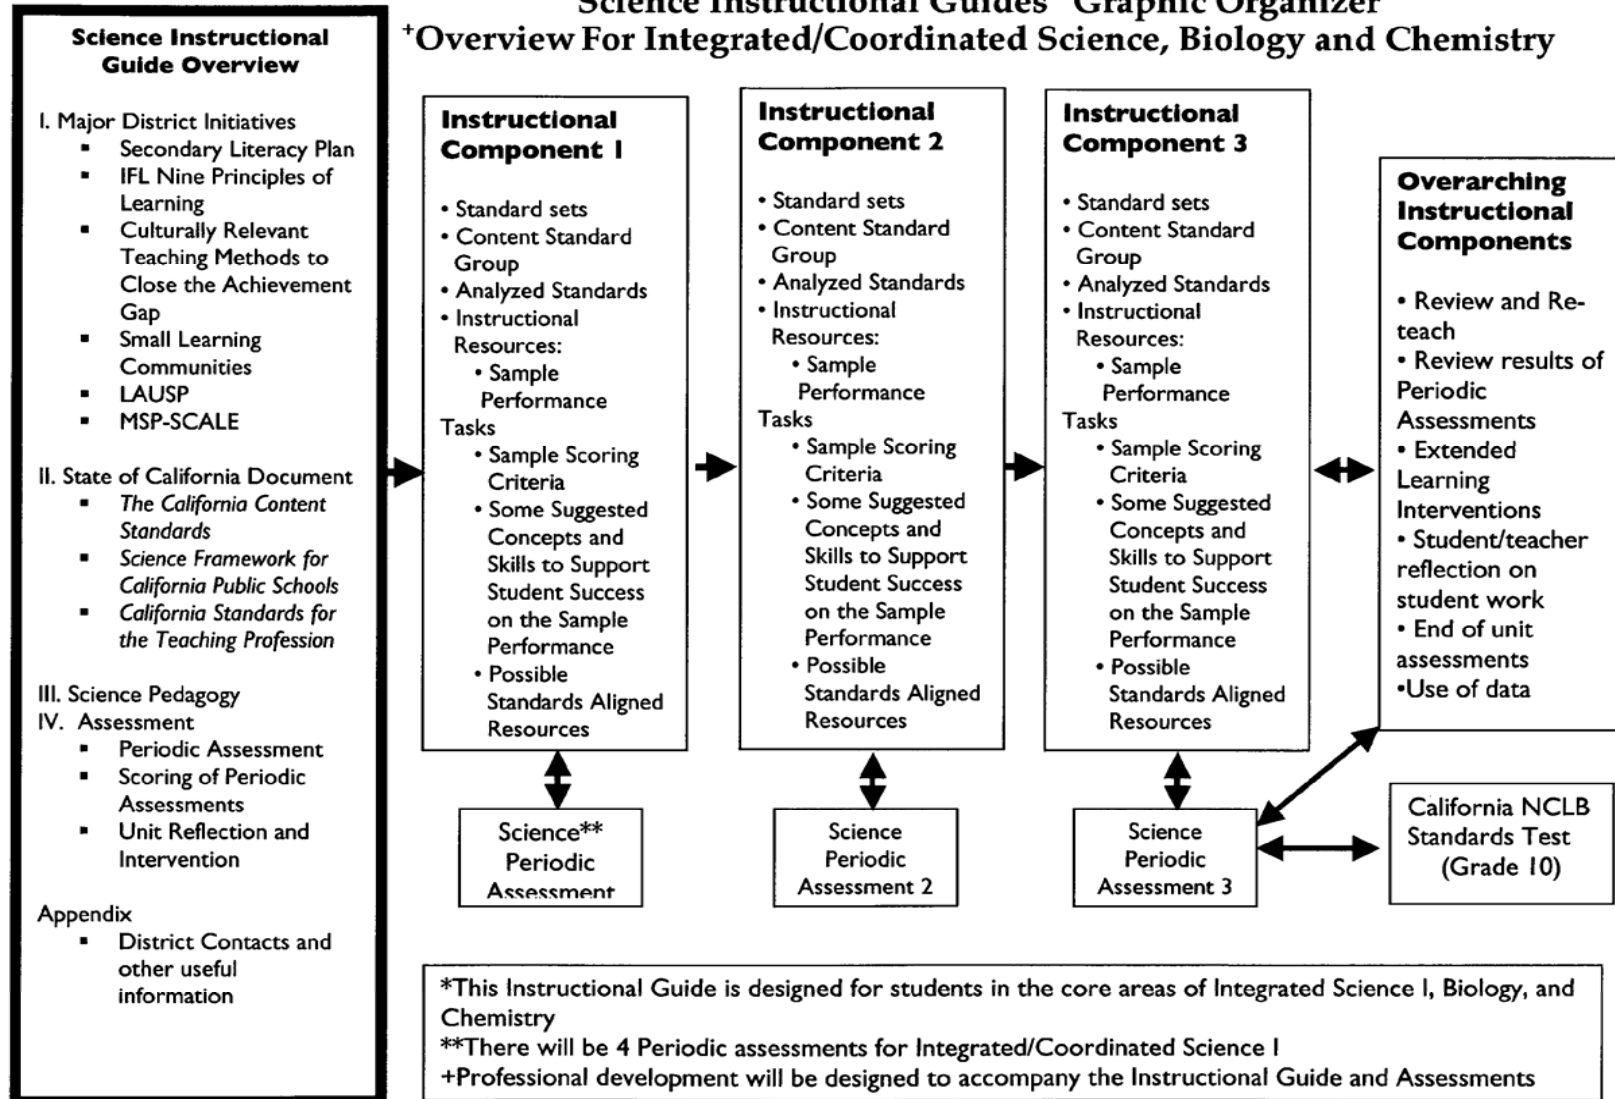 Science Instructional Guides Graphic Organizer
+Overview For Integrated/Coordinated Science, Biology and Chemistry
Science Instructional
Guide Overview
I. Major District Initiatives
▪ Secondary Literacy Plan
▪ IFL Nine Principles of
Learning
▪ Culturally Relevant
Teaching Methods to
Close the Achievement
Gap
▪ Small Learning
Communities
▪ LAUSP
▪ MSP-SCALE
II. State of California Document
▪ The California Content
Standards
▪ Science Framework for
California Public Schools
▪ California Standards for
the Teaching Profession
III. Science Pedagogy
IV. Assessment
▪ Periodic Assessment
▪ Scoring of Periodic
Assessments
▪ Unit Reflection and
Intervention
Appendix
▪ District Contacts and
other useful
information
Instructional
Component 1
• Standard sets
• Content Standard
Group
• Analyzed Standards
• Instructional
Resources:
• Sample
Performance
Tasks
• Sample Scoring
Criteria
• Some Suggested
Concepts and
Skills to Support
Student Success
on the Sample
Performance
• Possible
Standards Aligned
Resources
Instructional
Component 2
• Standard sets
• Content Standard
Group
• Analyzed Standards
• Instructional
Resources:
• Sample
Performance
Tasks
• Sample Scoring
Criteria
• Some Suggested
Concepts and
Skills to Support
Student Success
on the Sample
Performance
• Possible
Standards Aligned
Resources
Instructional
Component 3
• Standard sets
• Content Standard
Group
• Analyzed Standards
• Instructional
Resources:
• Sample
Performance
Tasks
• Sample Scoring
Criteria
• Some Suggested
Concepts and
Skills to Support
Student Success
on the Sample
Performance
• Possible
Standards Aligned
Resources
Overarching
Instructional
Components
• Review and Re-
teach
• Review results of
Periodic
Assessments
• Extended
Learning
Interventions
• Student/teacher
reflection on
student work
• End of unit
assessments
•Use of data
Science**
Periodic
Assessment
Science
Periodic
Assessment 2
Science
Periodic
Assessment 3
California NCLB
Standards Test
(Grade 10)
*This Instructional Guide is designed for students in the core areas of Integrated Science I, Biology, and
Chemistry
**There will be 4 Periodic assessments for Integrated/Coordinated Science I
+Professional development will be designed to accompany the Instructional Guide and Assessments